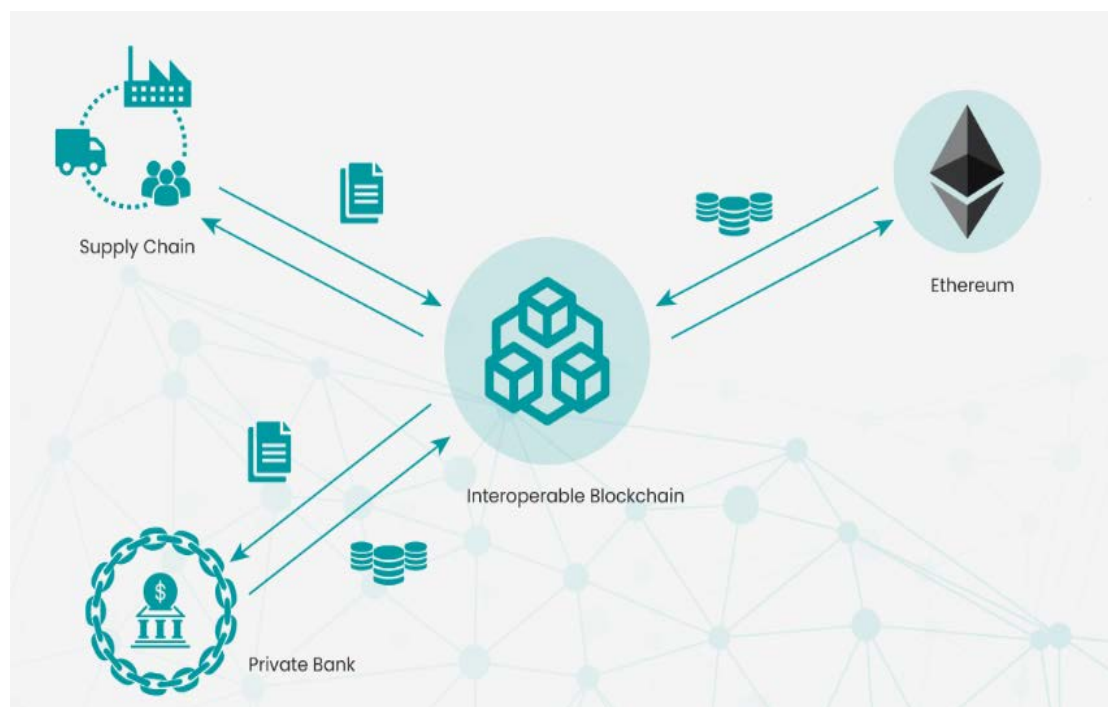 Supply Chain
Ethereum
Interoperable Blockchain
$
Private Bank